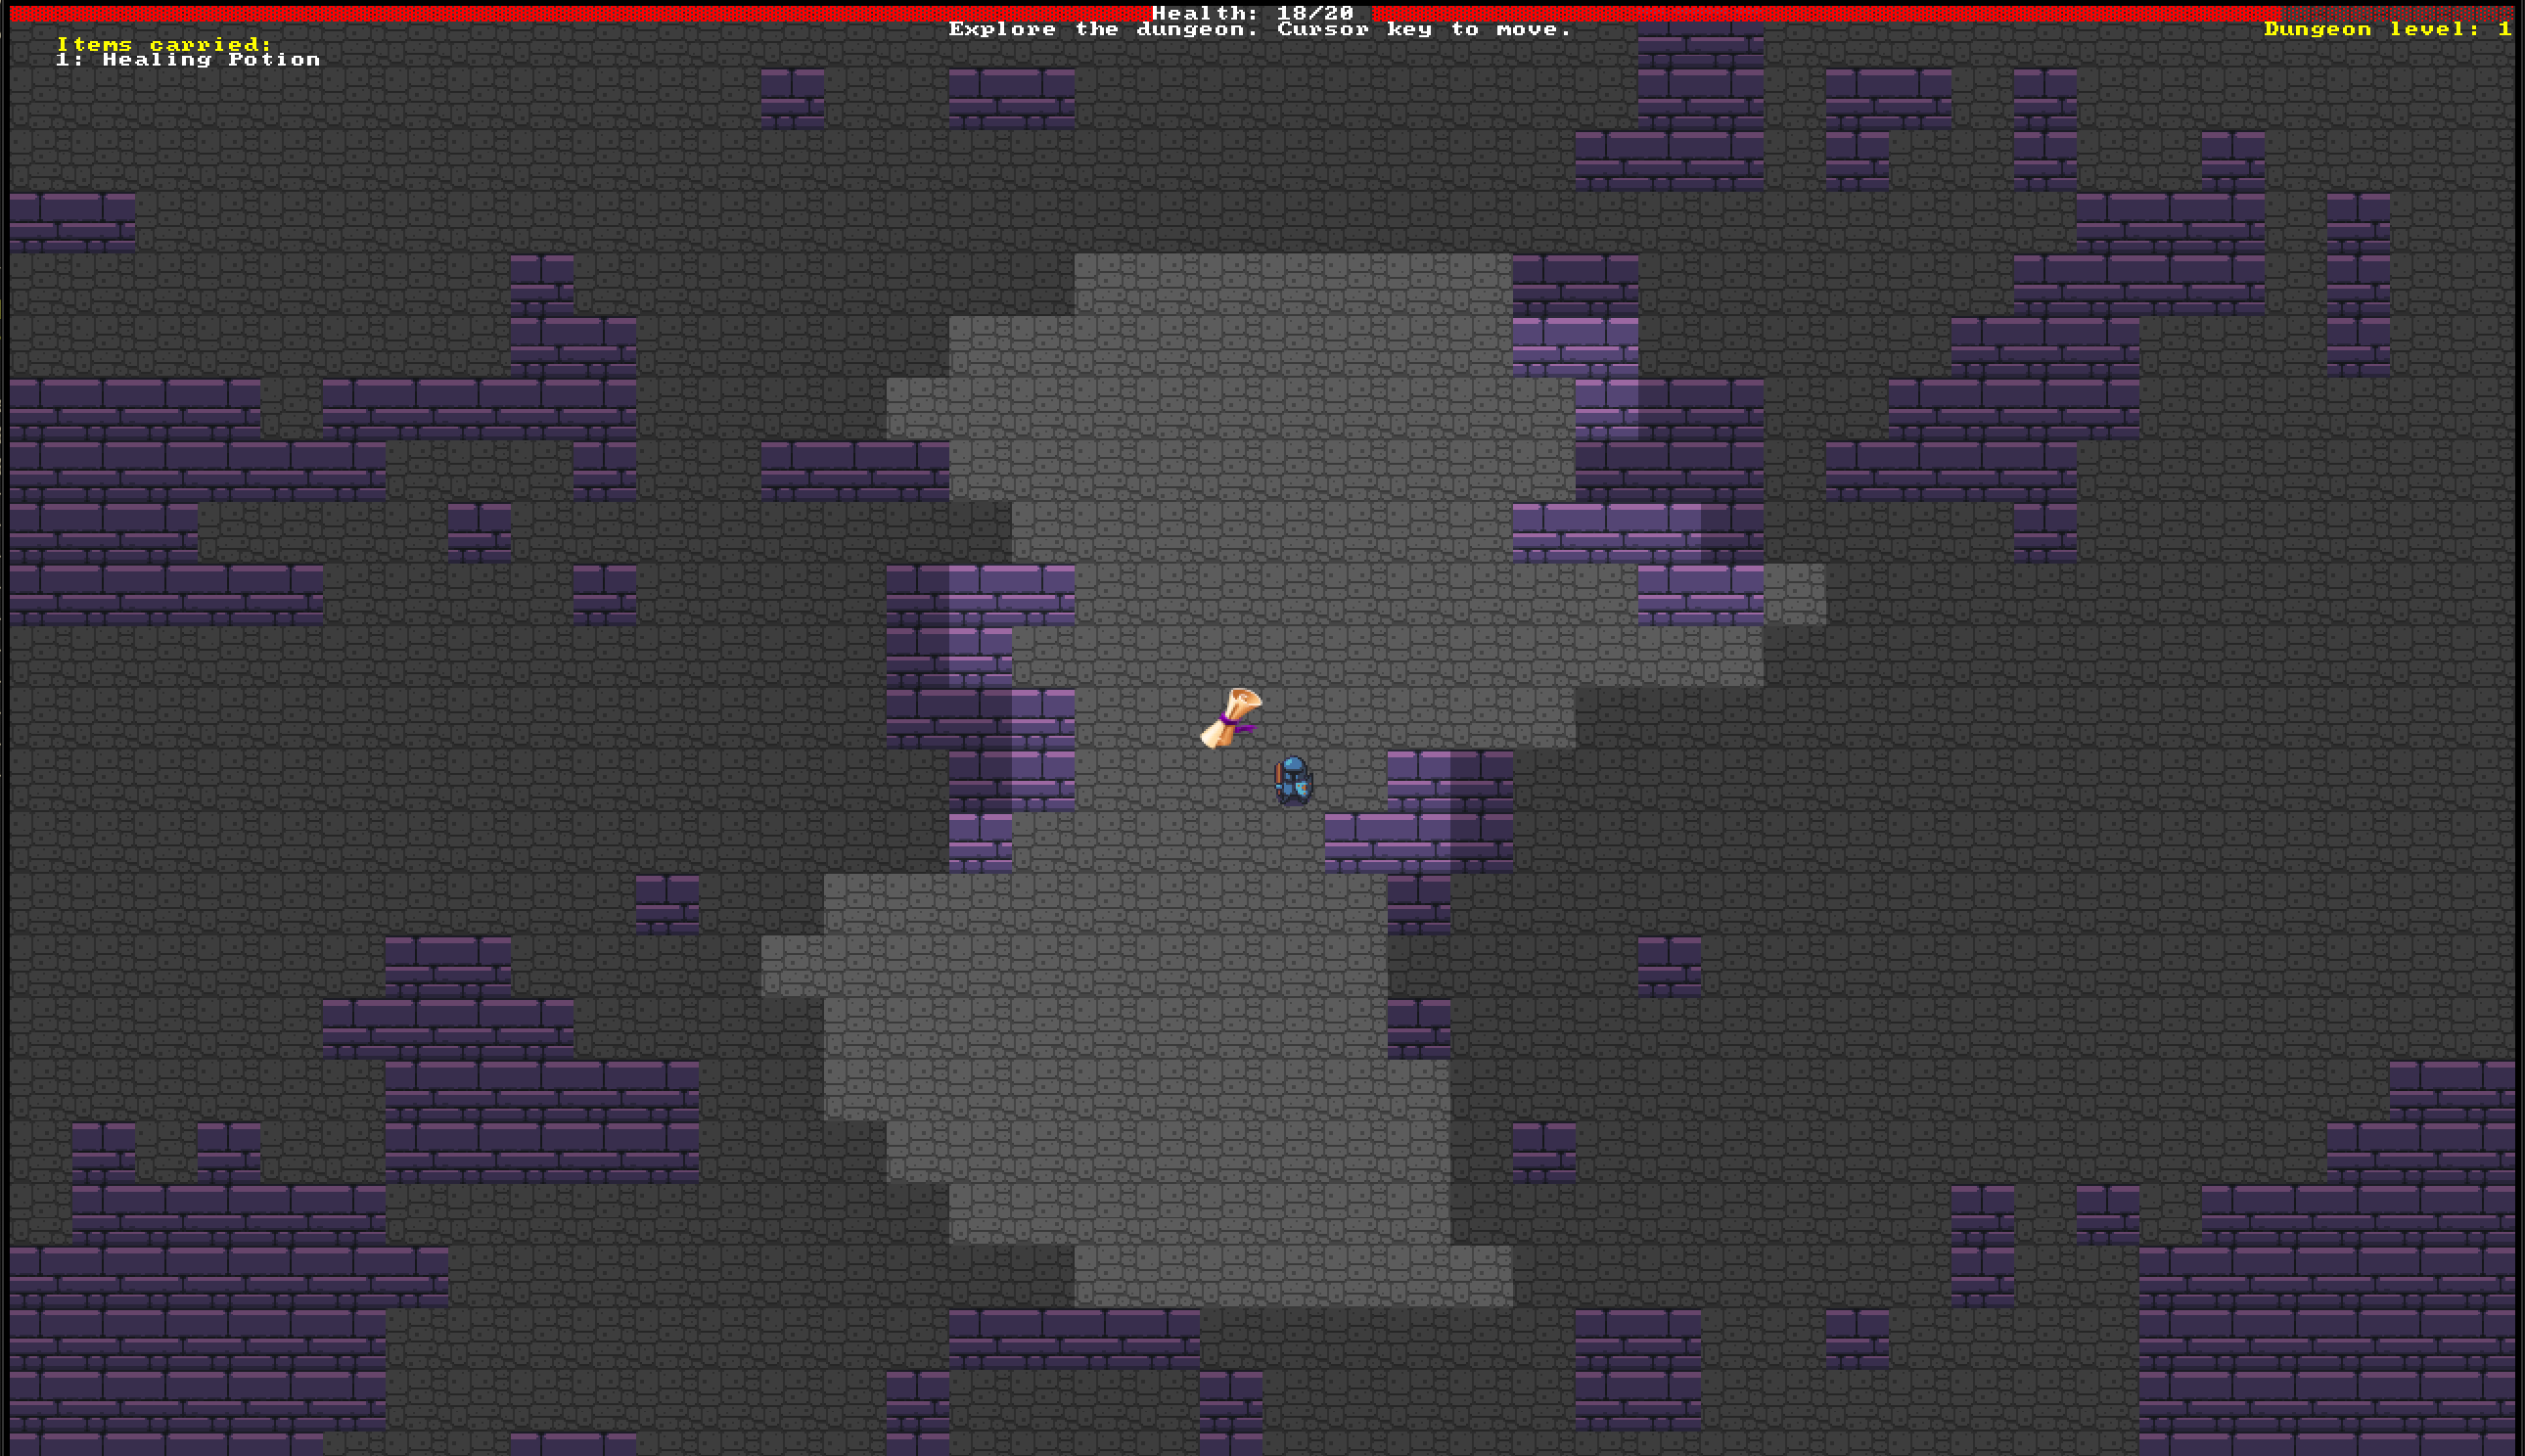 Health: 18/20
Explore the dungeon. Cursor key to move.
Dungeon level: 1
Items carried:
1: Healing Potion